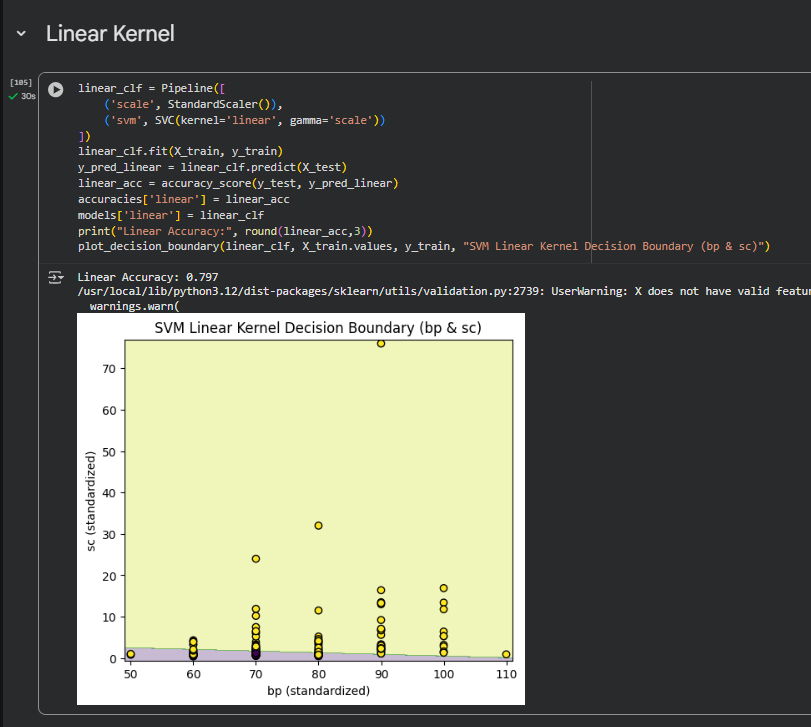 Linear Kernel
[105]
30s
linear_clf = Pipeline([
('scale', StandardScaler()),
('svm', SVC(kernel='linear', gamma='scale'))
])
linear_clf.fit(X_train, y_train)
y_pred_linear = linear_clf.predict(X_test)
linear_acc = accuracy_score(y_test, y_pred_linear)
accuracies['linear'] = linear_acc
models['linear'] = linear_clf
print("Linear Accuracy:", round(linear_acc,3))
plot_decision_boundary(linear_clf, X_train.values, y_train, "SVM Linear Kernel Decision Boundary (bp & sc)")
Linear Accuracy: 0.797
/usr/local/lib/python3.12/dist-packages/sklearn/utils/validation.py:2739: UserWarning: X does not have valid featur
warnings.warn(
SVM Linear Kernel Decision Boundary (bp & sc)
sc (standardized)
70
60
50
40
30
20
10
0
50 60 70 80 90 100 110
bp (standardized)